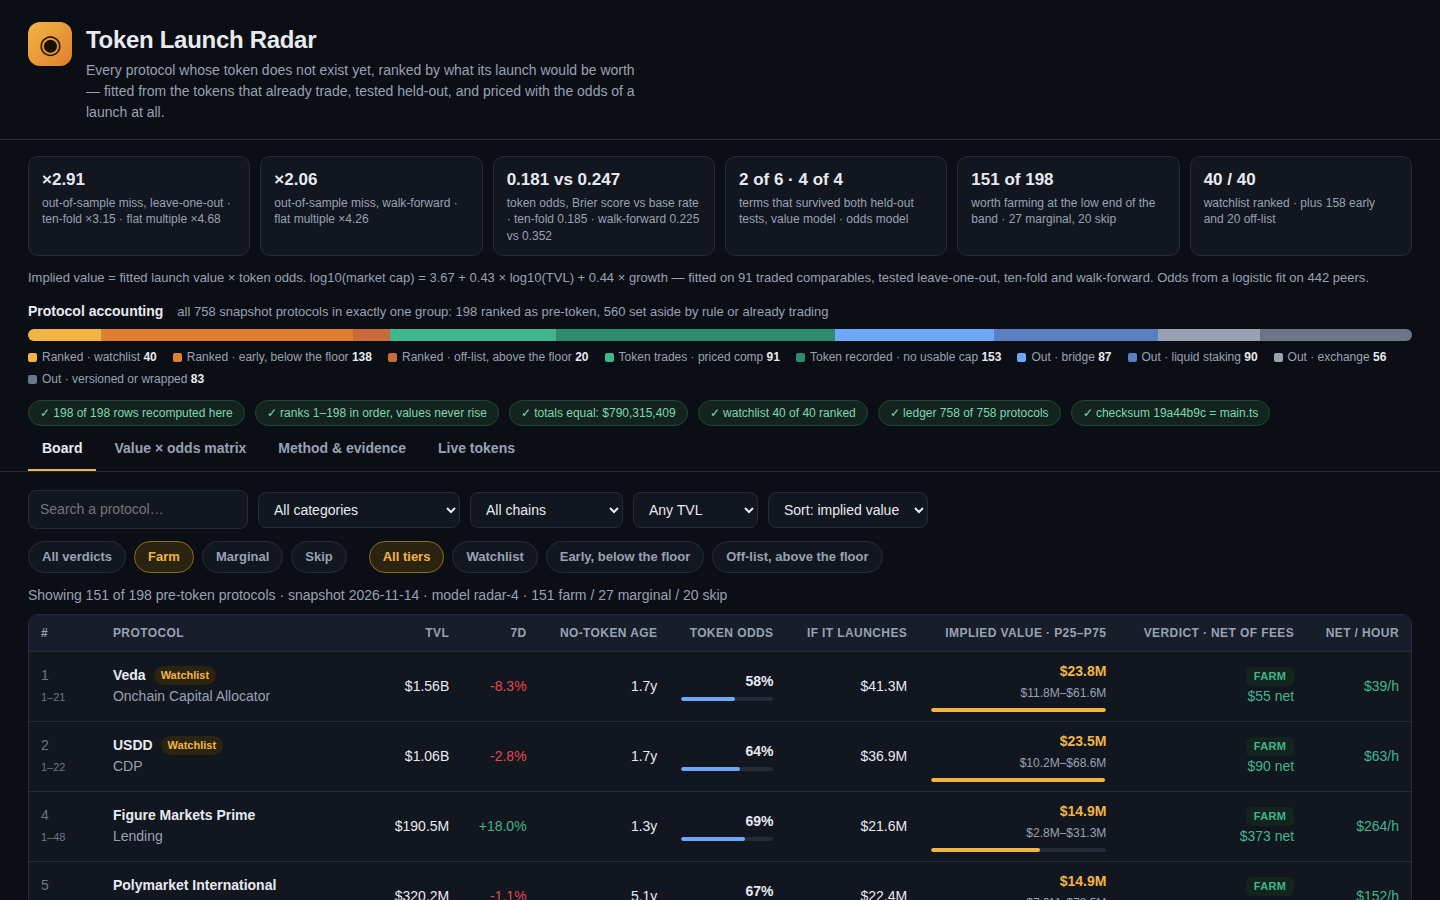 Token Launch Radar
Every protocol whose token does not exist yet, ranked by what its launch would be worth
— fitted from the tokens that already trade, tested held-out, and priced with the odds of a
launch at all.
×2.91
out-of-sample miss, leave-one-out ·
ten-fold ×3.15 · flat multiple ×4.68
×2.06
out-of-sample miss, walk-forward ·
flat multiple ×4.26
0.181 vs 0.247
token odds, Brier score vs base rate
· ten-fold 0.185 · walk-forward 0.225
vs 0.352
2 of 6 · 4 of 4
terms that survived both held-out
tests, value model · odds model
151 of 198
worth farming at the low end of the
band · 27 marginal, 20 skip
40 / 40
watchlist ranked · plus 158 early
and 20 off-list
Implied value = fitted launch value × token odds. log10(market cap) = 3.67 + 0.43 × log10(TVL) + 0.44 × growth — fitted on 91 traded comparables, tested leave-one-out, ten-fold and walk-forward. Odds from a logistic fit on 442 peers.
Protocol accounting all 758 snapshot protocols in exactly one group: 198 ranked as pre-token, 560 set aside by rule or already trading
Ranked · watchlist 40 Ranked · early, below the floor 138 Ranked · off-list, above the floor 20 Token trades · priced comp 91 Token recorded · no usable cap 153 Out · bridge 87 Out · liquid staking 90 Out · exchange 56
Out · versioned or wrapped 83
✓ 198 of 198 rows recomputed here ✓ ranks 1–198 in order, values never rise ✓ totals equal: $790,315,409 ✓ watchlist 40 of 40 ranked ✓ ledger 758 of 758 protocols ✓ checksum 19a44b9c = main.ts
Board Value × odds matrix Method & evidence Live tokens
Search a protocol… All categories All chains Any TVL Sort: implied value
All verdicts Farm Marginal Skip All tiers Watchlist Early, below the floor Off-list, above the floor
Showing 151 of 198 pre-token protocols · snapshot 2026-11-14 · model radar-4 · 151 farm / 27 marginal / 20 skip
# PROTOCOL TVL 7D NO-TOKEN AGE TOKEN ODDS IF IT LAUNCHES IMPLIED VALUE · P25–P75 VERDICT · NET OF FEES NET / HOUR
1 Veda Watchlist $1.56B -8.3% 1.7y 58% $41.3M $23.8M FARM $39/h
1–21 Onchain Capital Allocator $11.8M–$61.6M $55 net
2 USDD Watchlist $1.06B -2.8% 1.7y 64% $36.9M $23.5M FARM $63/h
1–22 CDP $10.2M–$68.6M $90 net
4 Figure Markets Prime $190.5M +18.0% 1.3y 69% $21.6M $14.9M FARM $264/h
1–48 Lending $2.8M–$31.3M $373 net
5 Polymarket International $320.2M -1.1% 5.1y 67% $22.4M $14.9M FARM $152/h